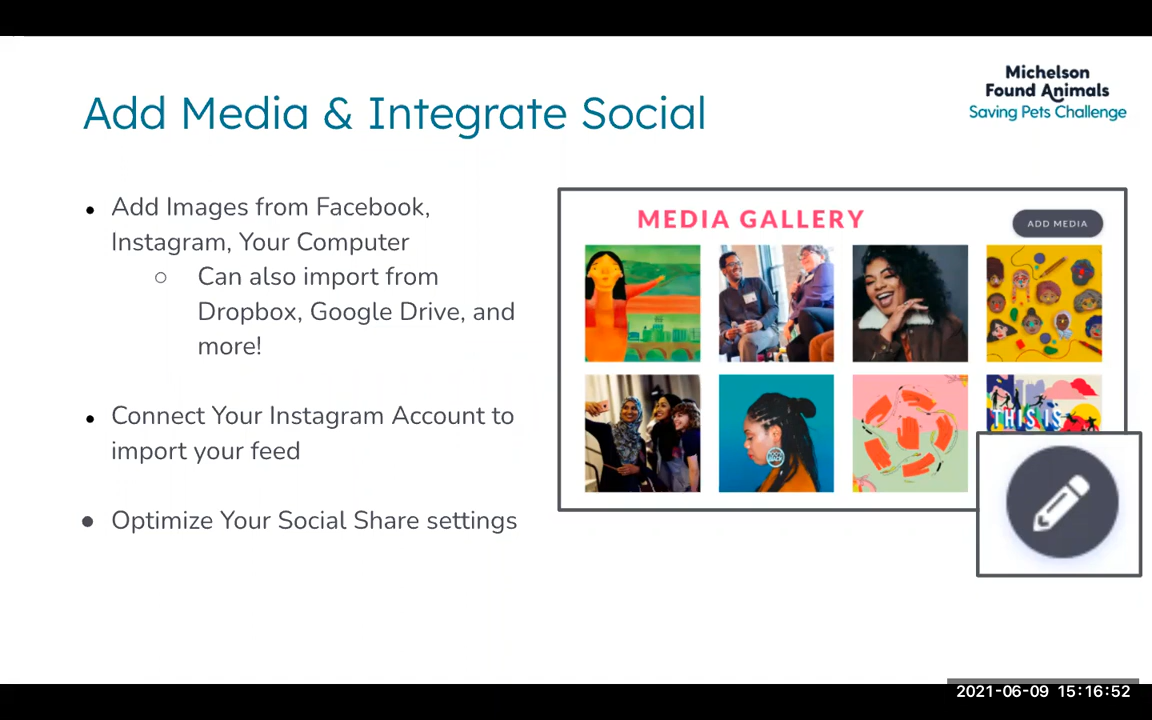 Michelson
Found Animals
Saving Pets Challenge
Add Media & Integrate Social
• Add Images from Facebook,
Instagram, Your Computer
○ Can also import from
Dropbox, Google Drive, and
more!
• Connect Your Instagram Account to
import your feed
● Optimize Your Social Share settings
MEDIA GALLERY
ADD MEDIA
THIS IS
2021-06-09 15:16:52